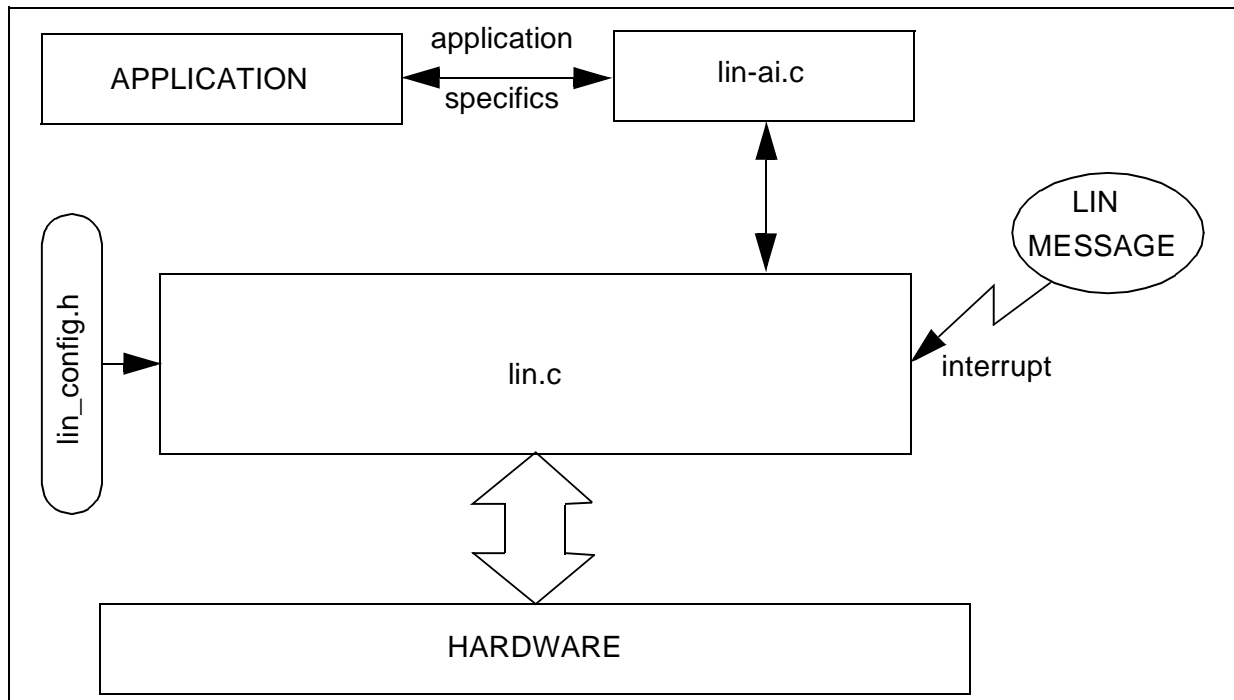 application
APPLICATION
lin-ai.c
specifics
LIN
MESSAGE
lin_config.h
lin.c
interrupt
HARDWARE